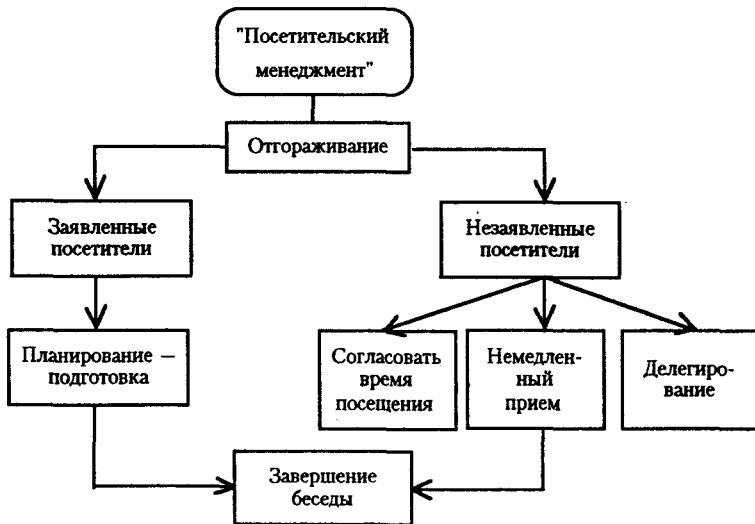 "Посетительский
менеджмент"
Отгораживание
Заявленные
посетители
Незаявленные
посетители
Планирование —
подготовка
Согласовать
время
посещения
Немедлен-
ный
прием
Делегиро-
вание
Завершение
беседы